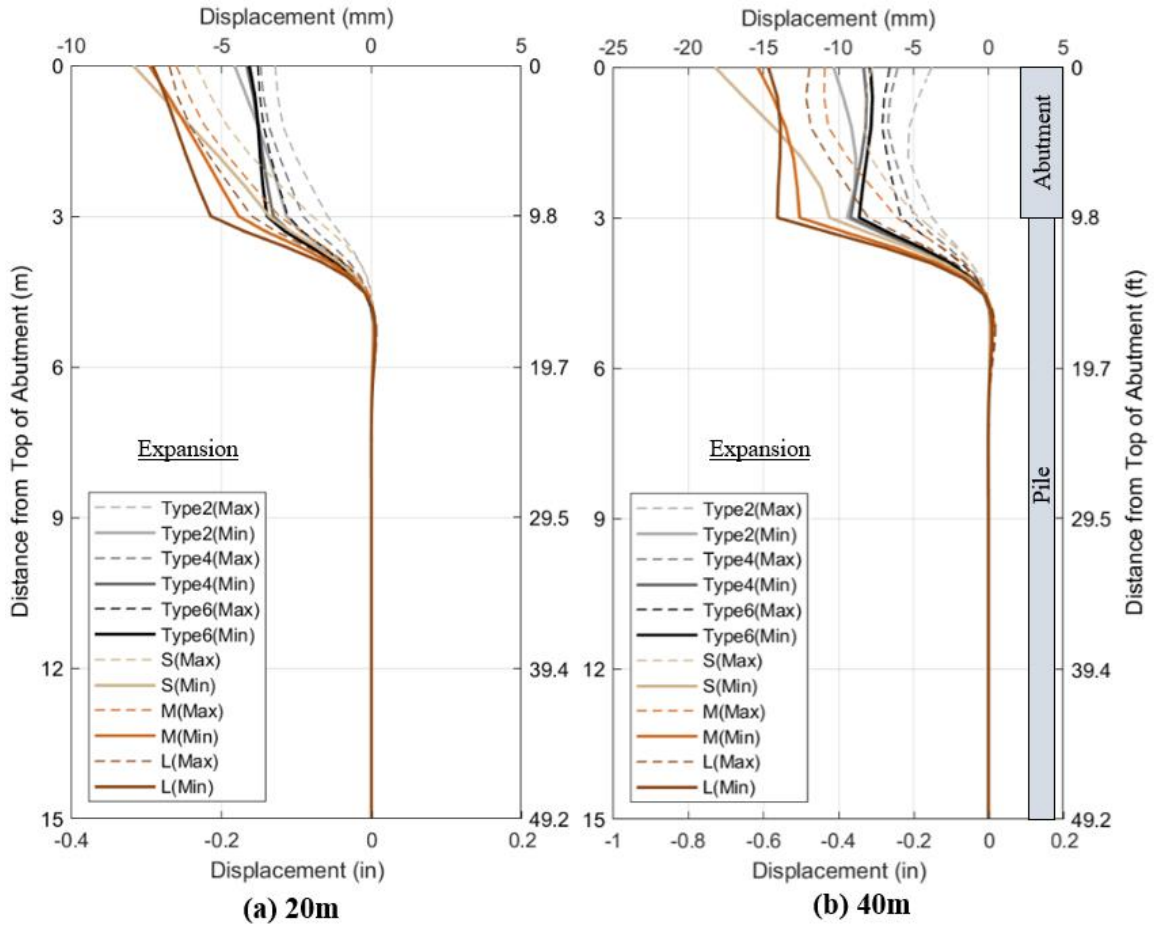 Displacement (mm)
-10 -5 0 5
0
3
6
9
12
15
0
9.8
19.7
29.5
39.4
49.2
Distance from Top of Abutment (m)
Expansion
Type2(Max)
Type2(Min)
Type4(Max)
Type4(Min)
Type6(Max)
Type6(Min)
S(Max)
S(Min)
M(Max)
M(Min)
L(Max)
L(Min)
-0.4 -0.2 0 0.2
Displacement (in)
(a) 20m
Displacement (mm)
-25 -20 -15 -10 -5 0 5
0
3
6
9
12
15
0
9.8
19.7
29.5
39.4
49.2
Distance from Top of Abutment (ft)
Abutment
Pile
Expansion
Type2(Max)
Type2(Min)
Type4(Max)
Type4(Min)
Type6(Max)
Type6(Min)
S(Max)
S(Min)
M(Max)
M(Min)
L(Max)
L(Min)
-1 -0.8 -0.6 -0.4 -0.2 0 0.2
Displacement (in)
(b) 40m